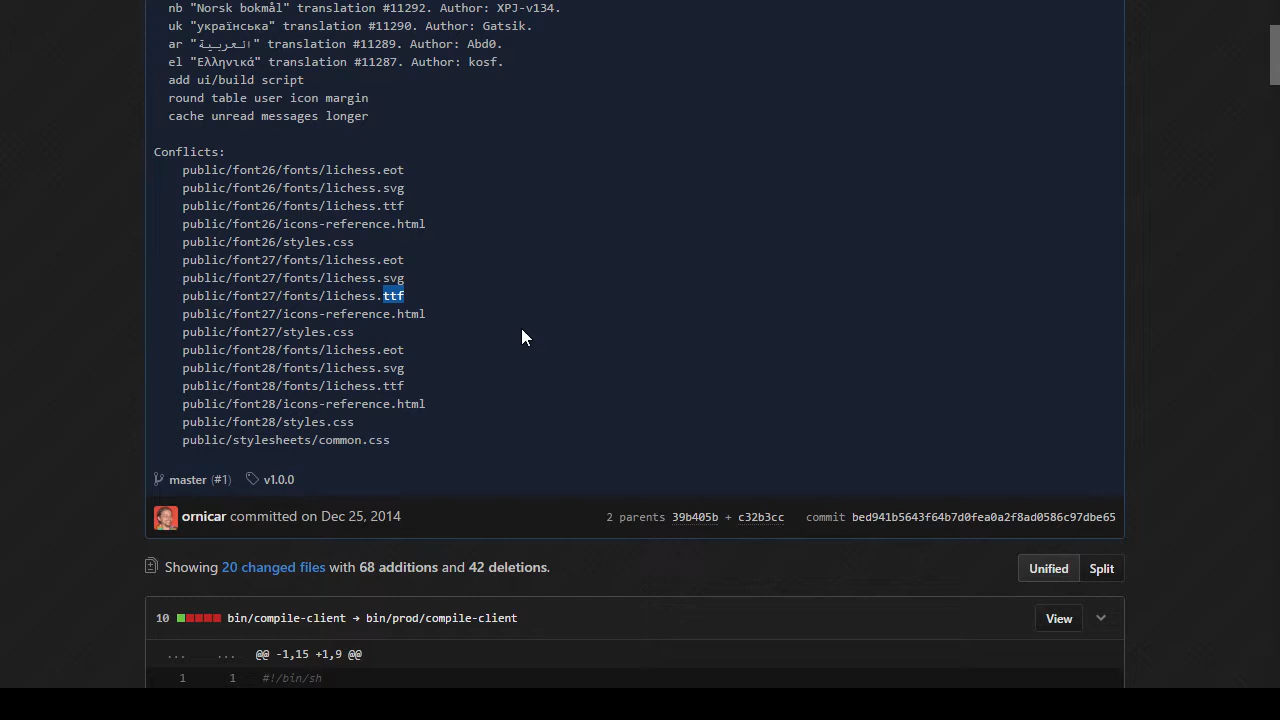 nb "Norsk bokmål" translation #11292. Author: XPJ-v134.
uk "українська" translation #11290. Author: Gatsik.
ar "العربية" translation #11289. Author: Abd0.
el "Ελληνικά" translation #11287. Author: kosf.
add ui/build script
round table user icon margin
cache unread messages longer
Conflicts:
public/font26/fonts/lichess.eot
public/font26/fonts/lichess.svg
public/font26/fonts/lichess.ttf
public/font26/icons-reference.html
public/font26/styles.css
public/font27/fonts/lichess.eot
public/font27/fonts/lichess.svg
public/font27/fonts/lichess.ttf
public/font27/icons-reference.html
public/font27/styles.css
public/font28/fonts/lichess.eot
public/font28/fonts/lichess.svg
public/font28/fonts/lichess.ttf
public/font28/icons-reference.html
public/font28/styles.css
public/stylesheets/common.css
master (#1) v1.0.0
ornicar committed on Dec 25, 2014 2 parents 39b405b + c32b3cc commit bed941b5643f64b7d0fea0a2f8ad0586c97dbe65
Showing 20 changed files with 68 additions and 42 deletions. Unified Split
10 bin/compile-client → bin/prod/compile-client View
... ... @@ -1,15 +1,9 @@
1 1 #!/bin/sh